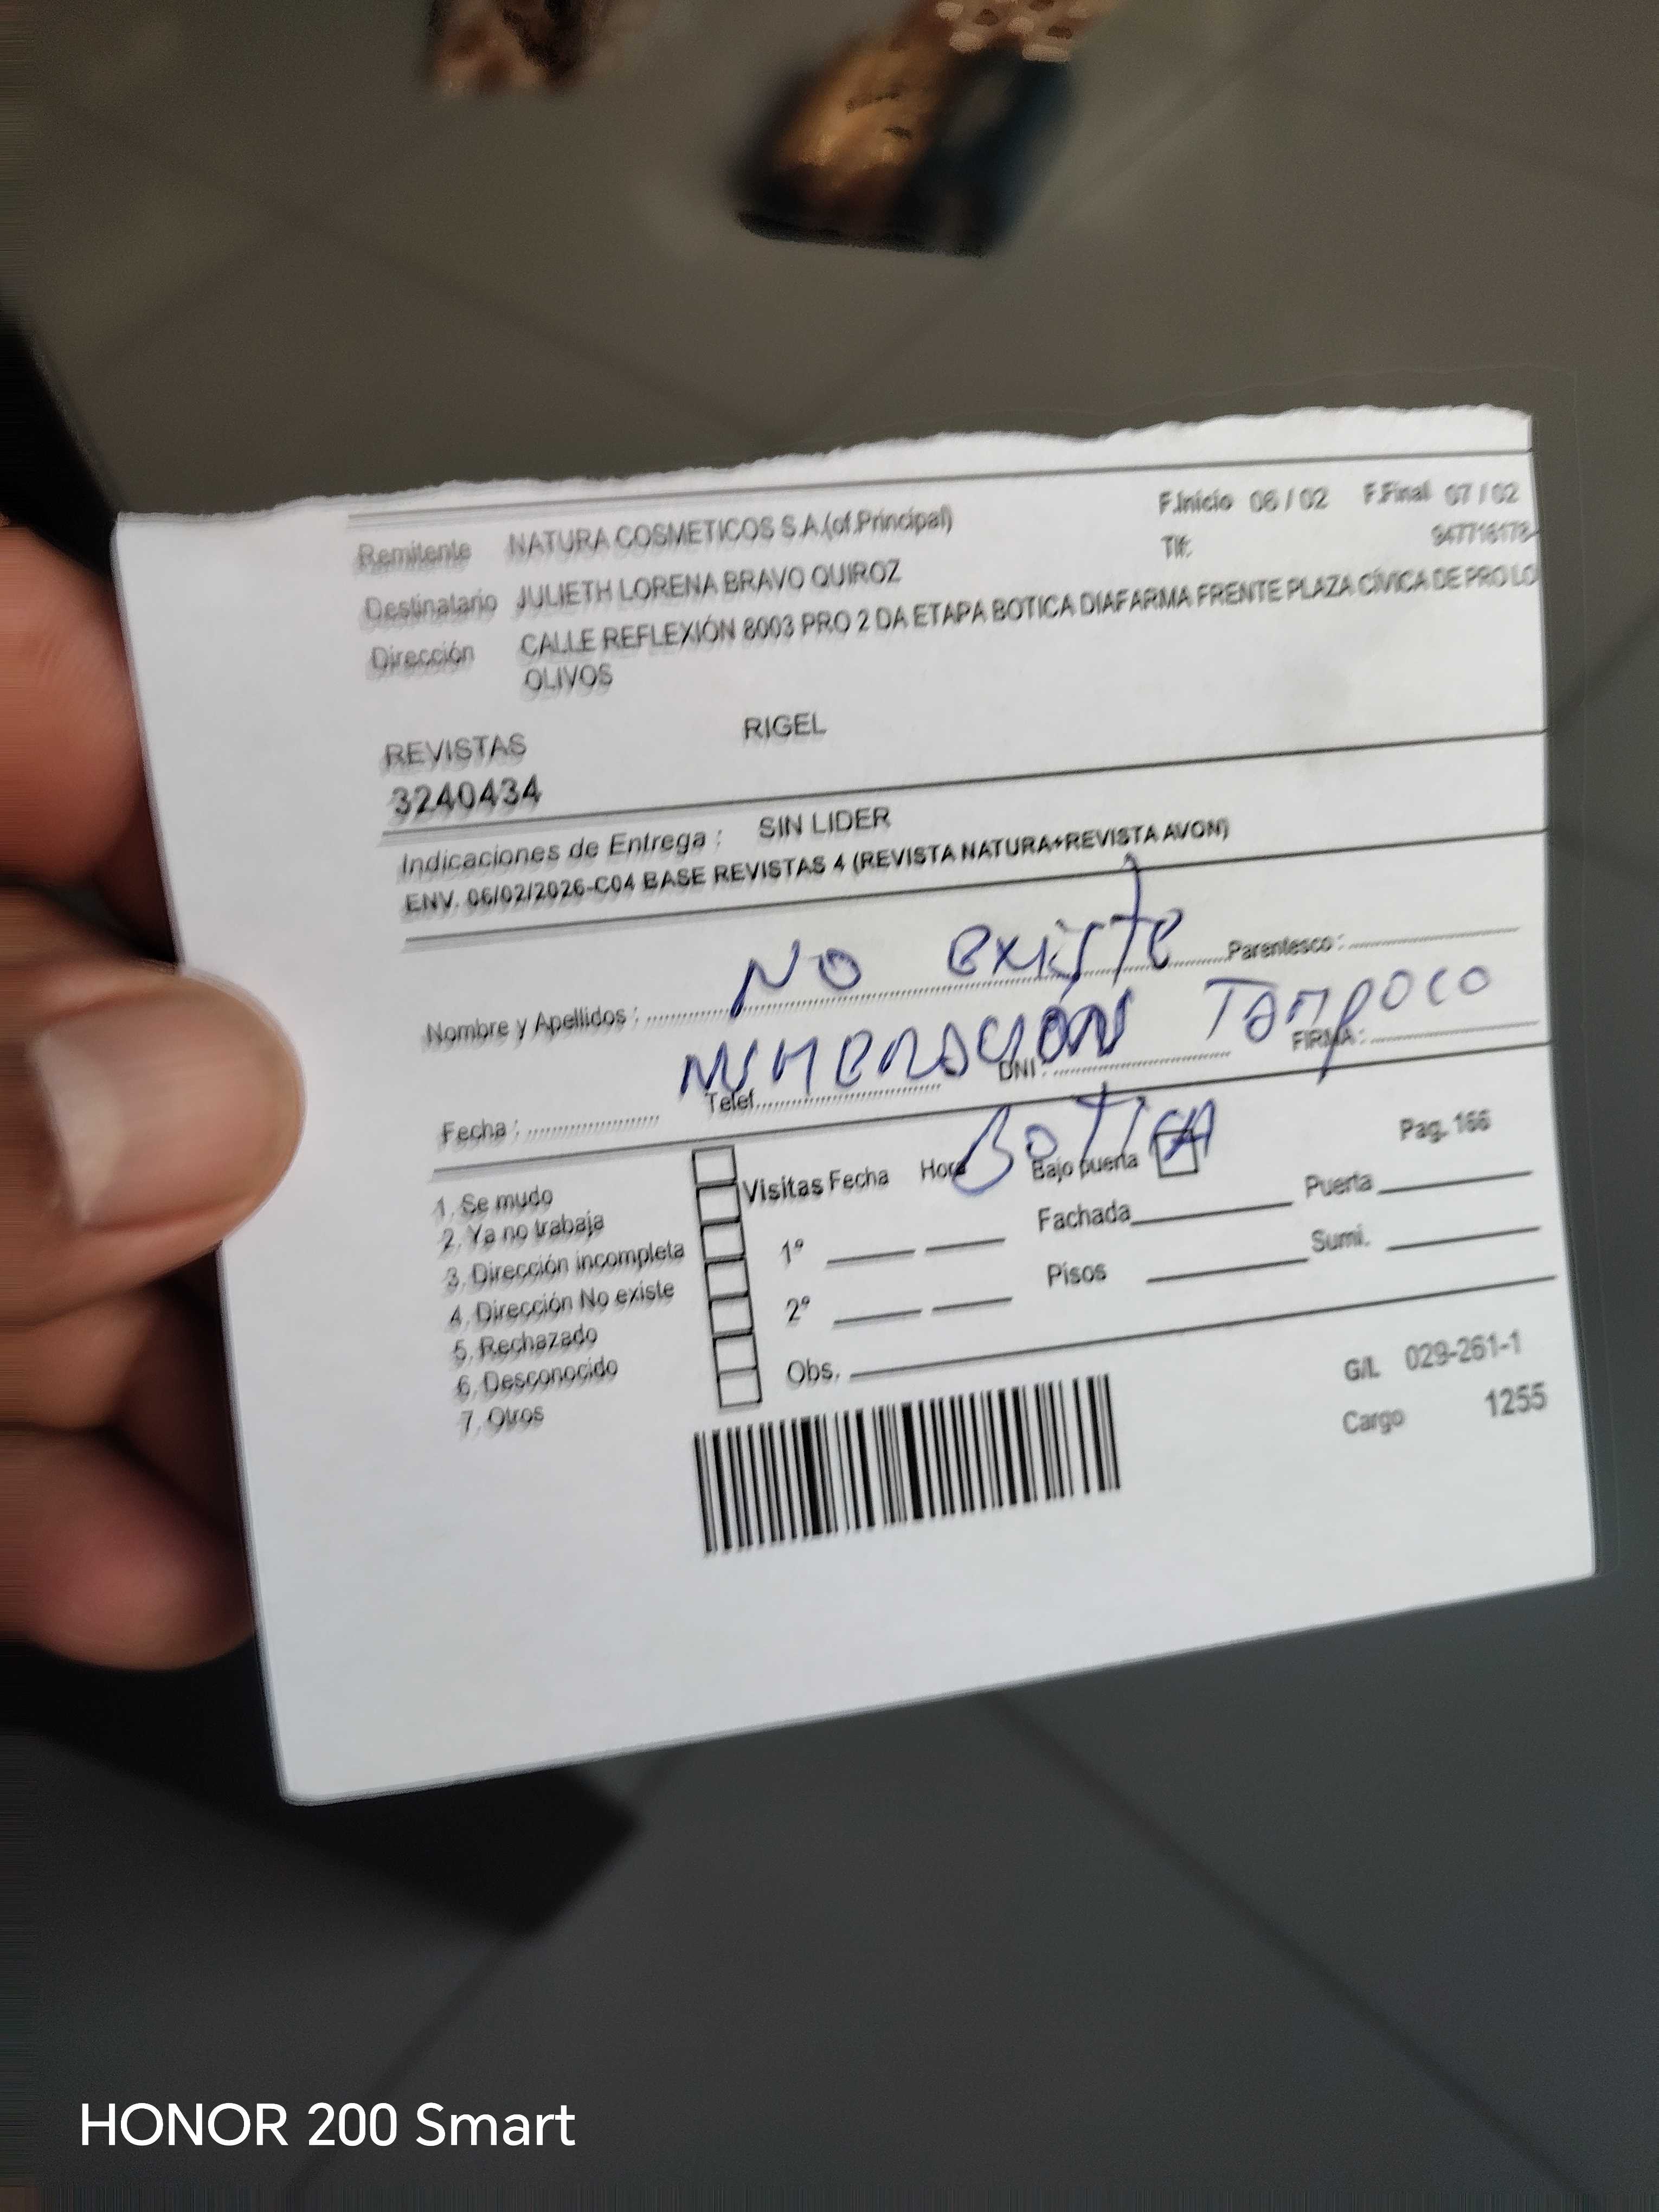 F.Inicio 06 / 02 F.Final 07 / 02
Remitente NATURA COSMETICOS S.A.(of.Principal)
Tlf:
Destinatario JULIETH LORENA BRAVO QUIROZ
Dirección CALLE REFLEXIÓN 8003 PRO 2 DA ETAPA BOTICA DIAFARMA FRENTE PLAZA CÍVICA DE PRO LO
OLIVOS
REVISTAS RIGEL
3240434
Indicaciones de Entrega : SIN LIDER
ENV. 06/02/2026-C04 BASE REVISTAS 4 (REVISTA NATURA+REVISTA AVON)
NO EXISTE
Nombre y Apellidos : Parentesco :
NUMERACIÓN TAMPOCO
Fecha : Telef. DNI : FIRMA :
BOTICA
Pag. 166
Visitas Fecha Hora Bajo puerta
1. Se mudo
2. Ya no trabaja
3. Dirección incompleta
4. Dirección No existe
5. Rechazado
6. Desconocido
7. Otros
1°
2°
Obs.
Fachada Puerta
Pisos Sumi.
G/L 029-261-1
Cargo 1255
HONOR 200 Smart